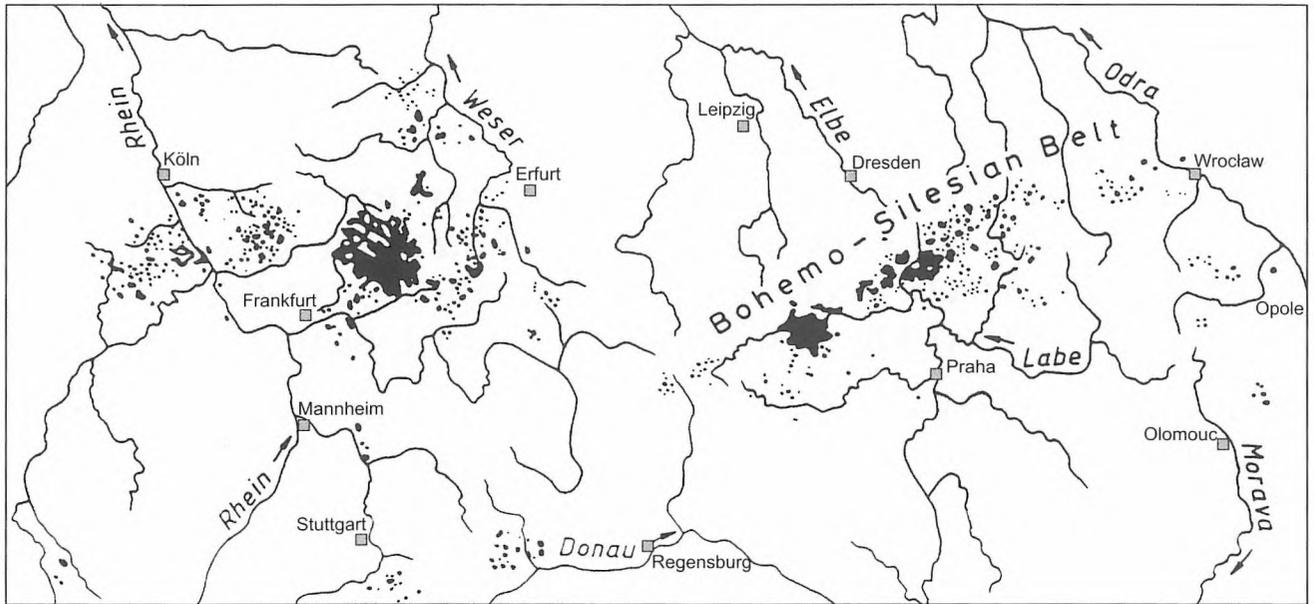 Rhein
Köln
Weser
Erfurt
Frankfurt
Mannheim
Rhein
Stuttgart
Donau
Regensburg
Leipzig
Elbe
Dresden
Odra
Wroclaw
Bohemo-Silesian Belt
Opole
Labe
Praha
Olomouc
Morava